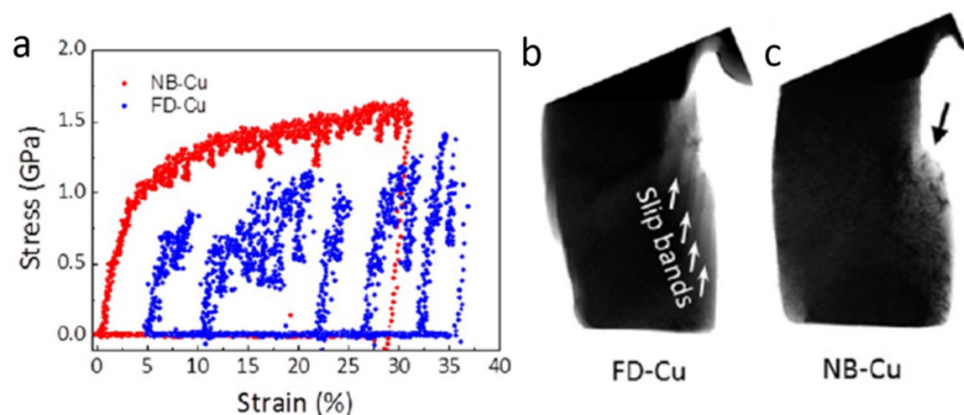 a
2.0
1.5
1.0
0.5
0.0
Stress (GPa)
NB-Cu
FD-Cu
0 5 10 15 20 25 30 35 40
Strain (%)
b
Slip bands
FD-Cu
c
NB-Cu